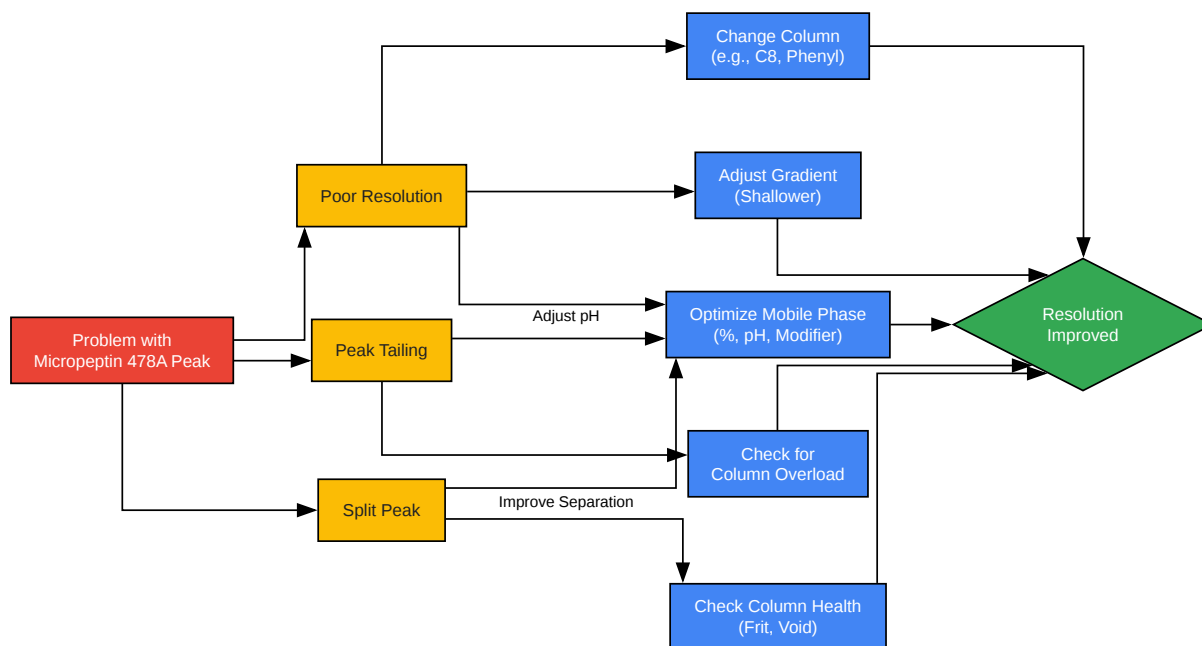 Change Column
(e.g., C8, Phenyl)
Poor Resolution
Adjust Gradient
(Shallower)
Problem with
Micropeptin 478A Peak
Peak Tailing
Adjust pH
Optimize Mobile Phase
(%, pH, Modifier)
Resolution
Improved
Check for
Column Overload
Split Peak
Improve Separation
Check Column Health
(Frit, Void)